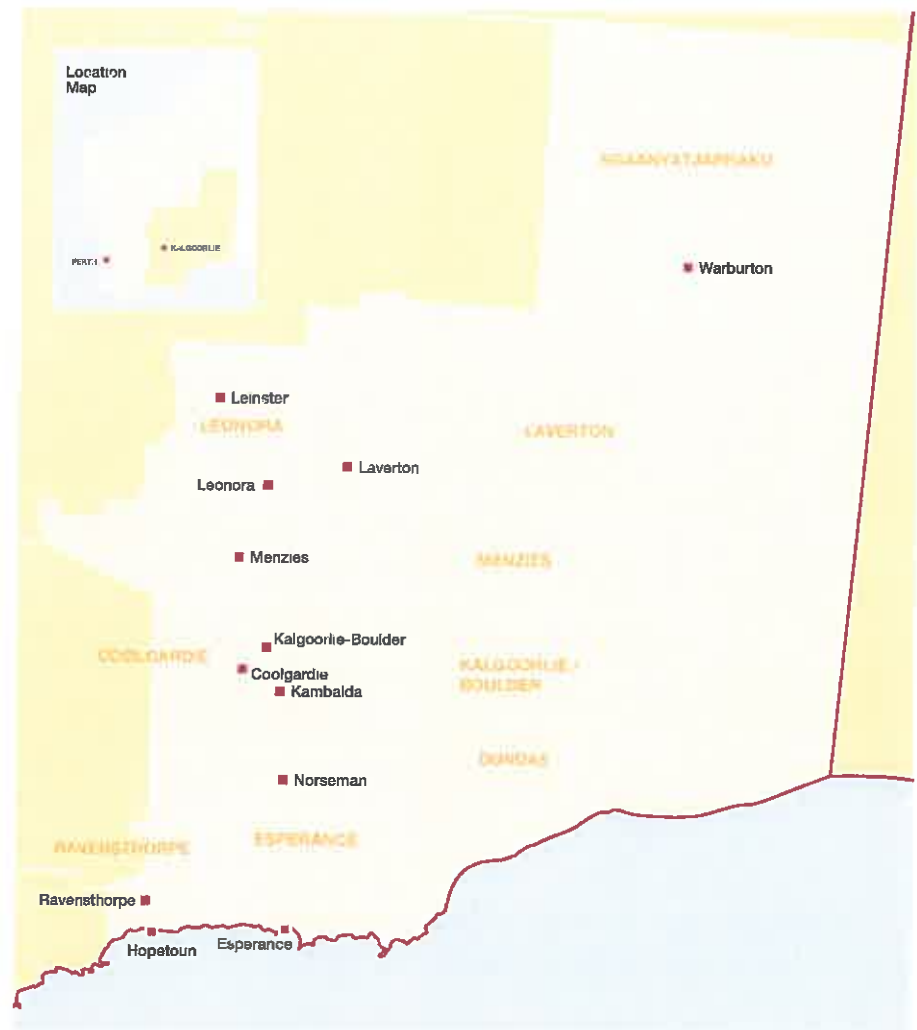 Location
Map
PERTH
KALGOORLIE
NGAANYATJARRAKU
Warburton
Leinster
LEONORA
LAVERTON
Laverton
Leonora
Menzies
MENZIES
Kalgoorlie-Boulder
COOLGARDIE
Coolgardie
KALGOORLIE -
BOULDER
Kambalda
DUNDAS
Norseman
ESPERANCE
RAVENSTHORPE
Ravensthorpe
Hopetoun
Esperance